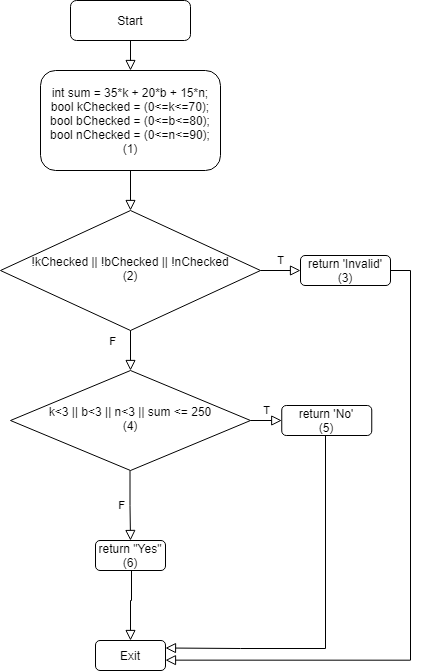 Start
int sum = 35*k + 20*b + 15*n;
bool kChecked = (0<=k<=70);
bool bChecked = (0<=b<=80);
bool nChecked = (0<=n<=90);
(1)
!kChecked || !bChecked || !nChecked
(2)
T
return 'Invalid'
(3)
F
k<3 || b<3 || n<3 || sum <= 250
(4)
T
return 'No'
(5)
F
return "Yes"
(6)
Exit